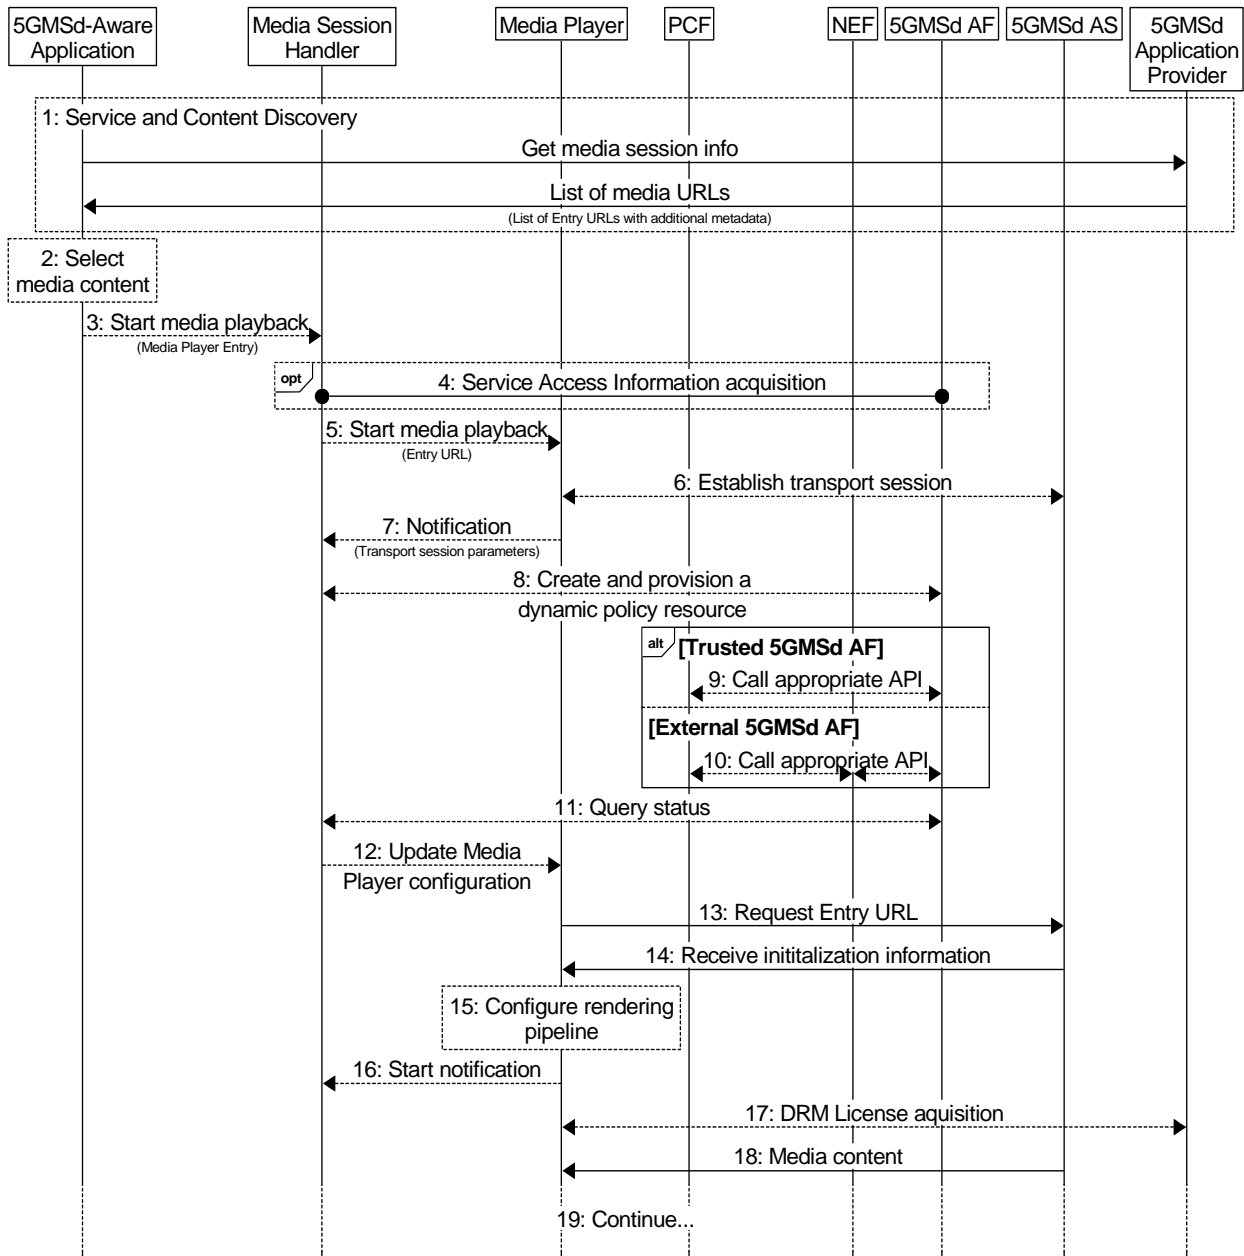 5GMSd-Aware
Application
Media Session
Handler
Media Player
PCF
NEF
5GMSd AF
5GMSd AS
5GMSd
Application
Provider
1: Service and Content Discovery
Get media session info
List of media URLs
(List of Entry URLs with additional metadata)
2: Select
media content
3: Start media playback
(Media Player Entry)
opt
4: Service Access Information acquisition
5: Start media playback
(Entry URL)
6: Establish transport session
7: Notification
(Transport session parameters)
8: Create and provision a
dynamic policy resource
alt
[Trusted 5GMSd AF]
9: Call appropriate API
[External 5GMSd AF]
10: Call appropriate API
11: Query status
12: Update Media
Player configuration
13: Request Entry URL
14: Receive inititalization information
15: Configure rendering
pipeline
16: Start notification
17: DRM License aquisition
18: Media content
19: Continue...